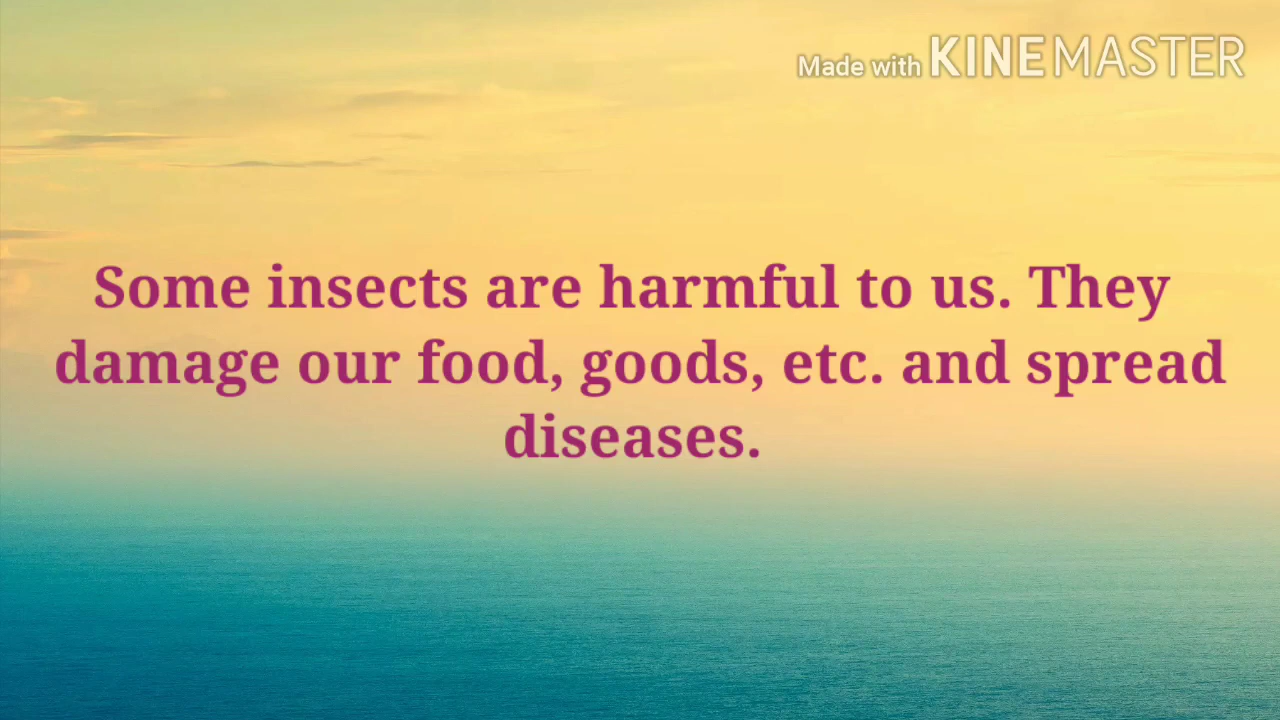 Made with KINEMASTER
Some insects are harmful to us. They
damage our food, goods, etc. and spread
diseases.